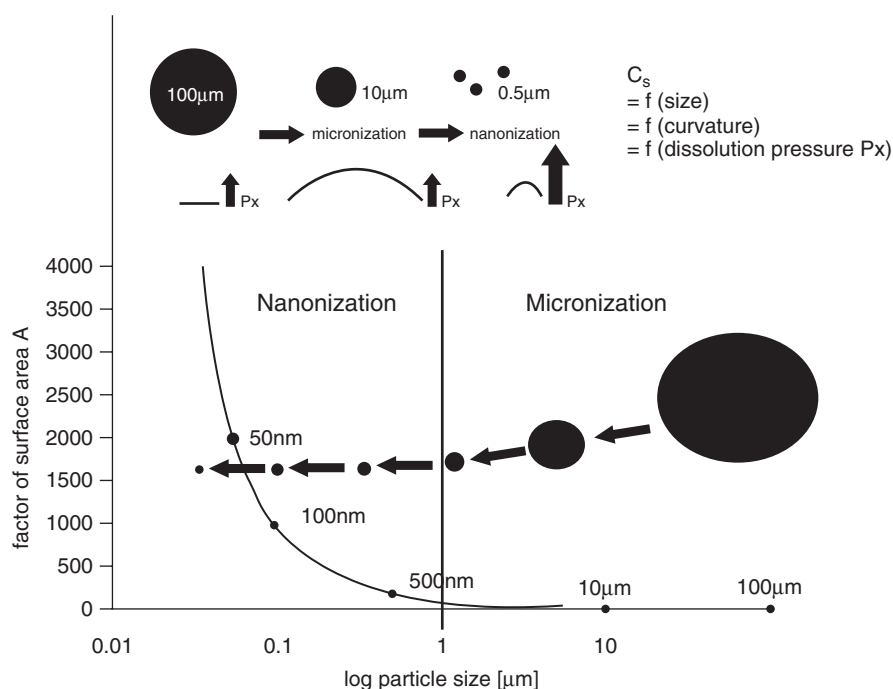 100μm
10μm
0.5μm
micronization
nanonization
Px
Px
Px
C_s
= f (size)
= f (curvature)
= f (dissolution pressure Px)
factor of surface area A
4000
3500
3000
2500
2000
1500
1000
500
0
Nanonization
Micronization
50nm
100nm
500nm
10μm
100μm
0.01
0.1
1
10
log particle size [μm]